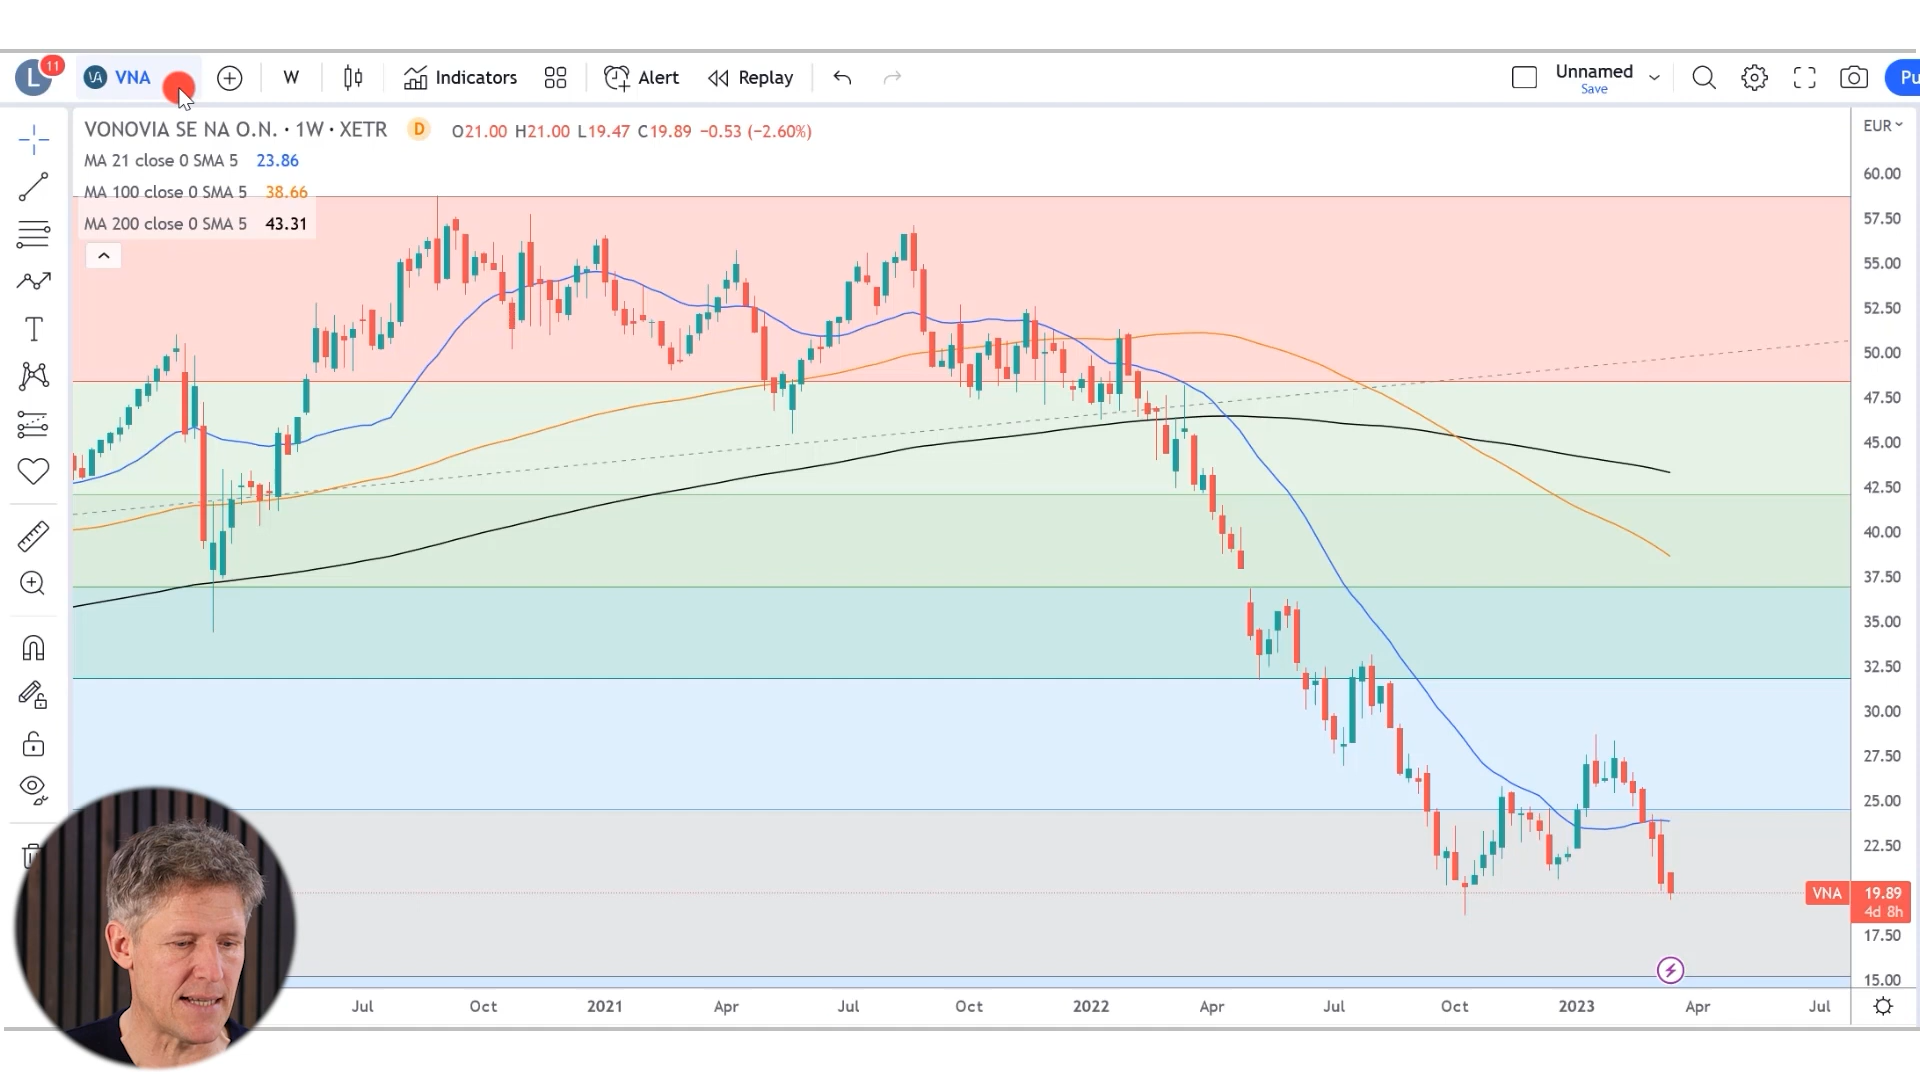 L 11 VNA W Indicators Alert Replay Unnamed Pu
Save
VONOVIA SE NA O.N. · 1W · XETR D O21.00 H21.00 L19.47 C19.89 −0.53 (−2.60%)
EUR
MA 21 close 0 SMA 5 23.86
MA 100 close 0 SMA 5 38.66
MA 200 close 0 SMA 5 43.31
60.00
57.50
55.00
52.50
50.00
47.50
45.00
42.50
40.00
37.50
35.00
32.50
30.00
27.50
25.00
22.50
VNA 19.89
4d 8h
17.50
15.00
Jul Oct 2021 Apr Jul Oct 2022 Apr Jul Oct 2023 Apr Jul